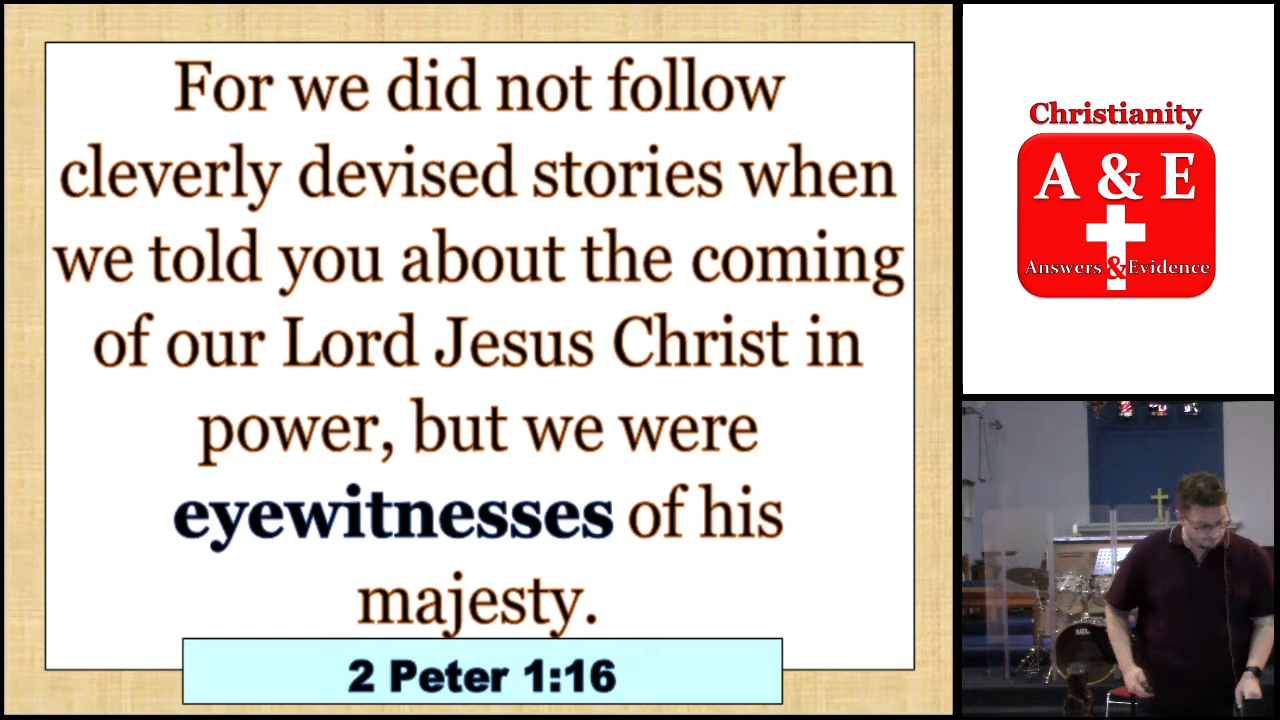 For we did not follow
cleverly devised stories when
we told you about the coming
of our Lord Jesus Christ in
power, but we were
eyewitnesses of his
majesty.
2 Peter 1:16
Christianity
A & E
Answers & Evidence